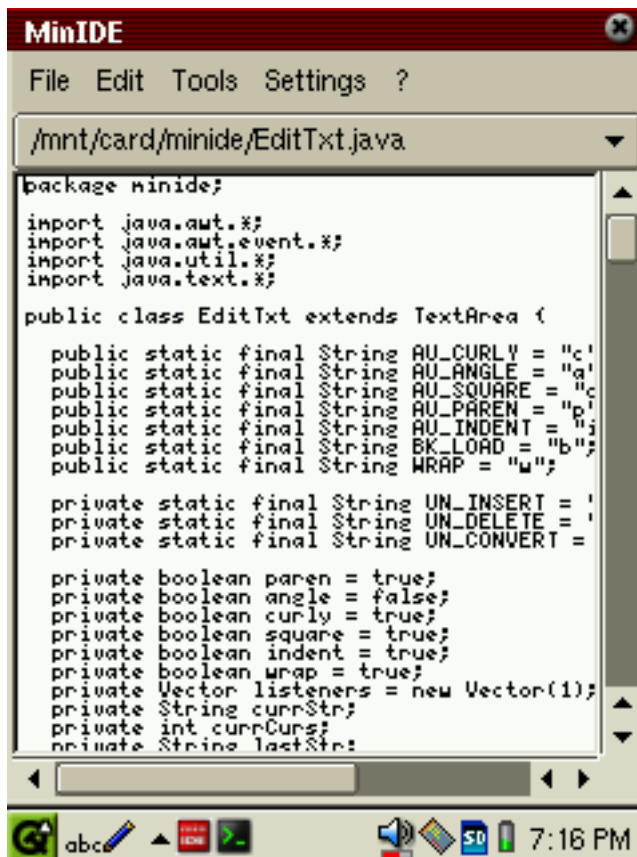 MinIDE
File Edit Tools Settings ?
/mnt/card/minide/EditTxt.java
package minide;
import java.awt.*;
import java.awt.event.*;
import java.util.*;
import java.text.*;
public class EditTxt extends TextArea {
public static final String AU_CURLY = "c"
public static final String AU_ANGLE = "a"
public static final String AU_SQUARE = "
public static final String AU_PAREN = "p"
public static final String AU_INDENT = "i
public static final String BK_LOAD = "b";
public static final String WRAP = "w";
private static final String UN_INSERT = "
private static final String UN_DELETE = "
private static final String UN_CONVERT =
private boolean paren = true;
private boolean angle = false;
private boolean curly = true;
private boolean square = true;
private boolean indent = true;
private boolean wrap = true;
private Vector listeners = new Vector(1);
private String currStr;
private int currCurs;
private String lastStr;
abc IDE SD 7:16 PM